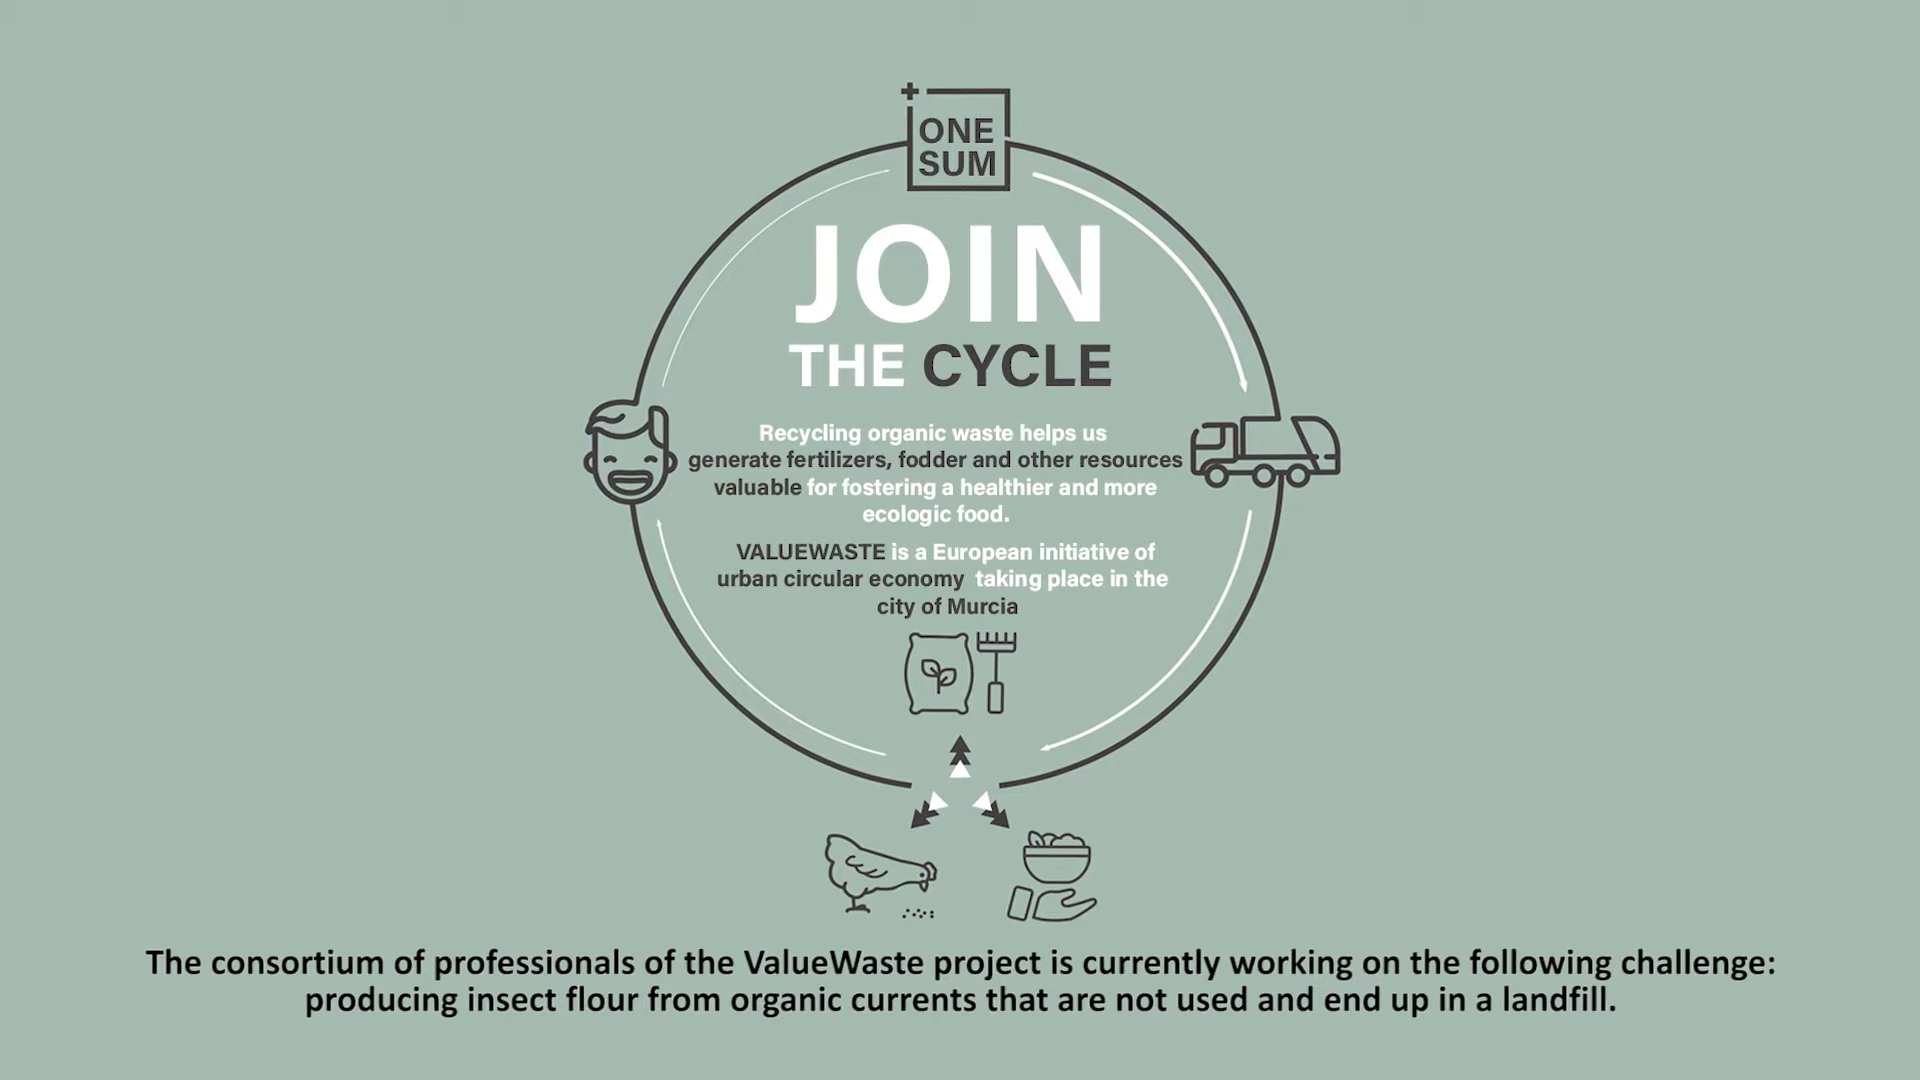 ONE
SUM
JOIN
THE CYCLE
Recycling organic waste helps us
generate fertilizers, fodder and other resources
valuable for fostering a healthier and more
ecologic food.
VALUEWASTE is a European initiative of
urban circular economy taking place in the
city of Murcia
The consortium of professionals of the ValueWaste project is currently working on the following challenge:
producing insect flour from organic currents that are not used and end up in a landfill.